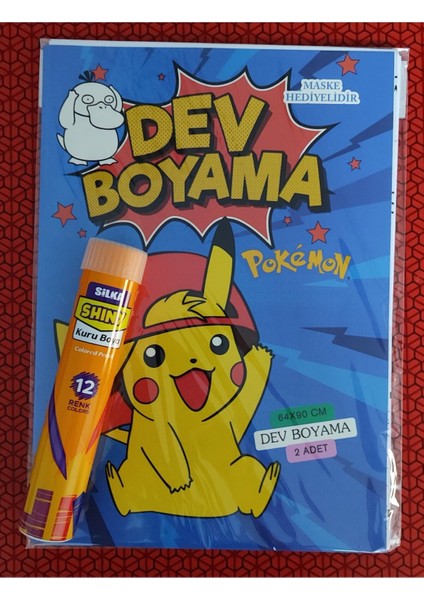 MASKE
HEDİYELİDİR
DEV
BOYAMA
POKéMON
SiLKA
SHINY
Kuru Boya
Colored Pencil
12
RENK
COLORS
64X90 CM
DEV BOYAMA
2 ADET